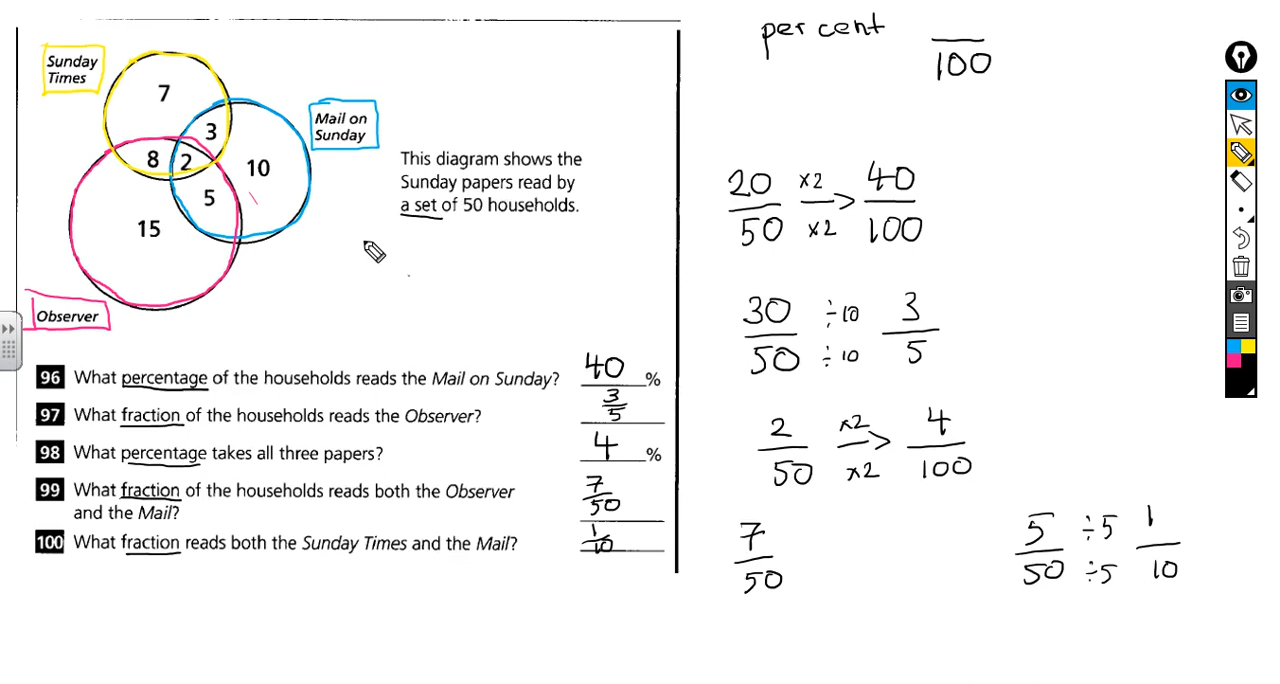 Sunday
Times
7
3
Mail on
Sunday
8
2
10
5
15
Observer
This diagram shows the
Sunday papers read by
a set of 50 households.
96 What percentage of the households reads the Mail on Sunday? 40 %
97 What fraction of the households reads the Observer? 3/5
98 What percentage takes all three papers? 4 %
99 What fraction of the households reads both the Observer
and the Mail? 7/50
100 What fraction reads both the Sunday Times and the Mail? 1/10
per cent /100
20/50 ×2 ×2 > 40/100
30/50 ÷10 ÷10 3/5
2/50 ×2 ×2 > 4/100
7/50
5/50 ÷5 ÷5 1/10